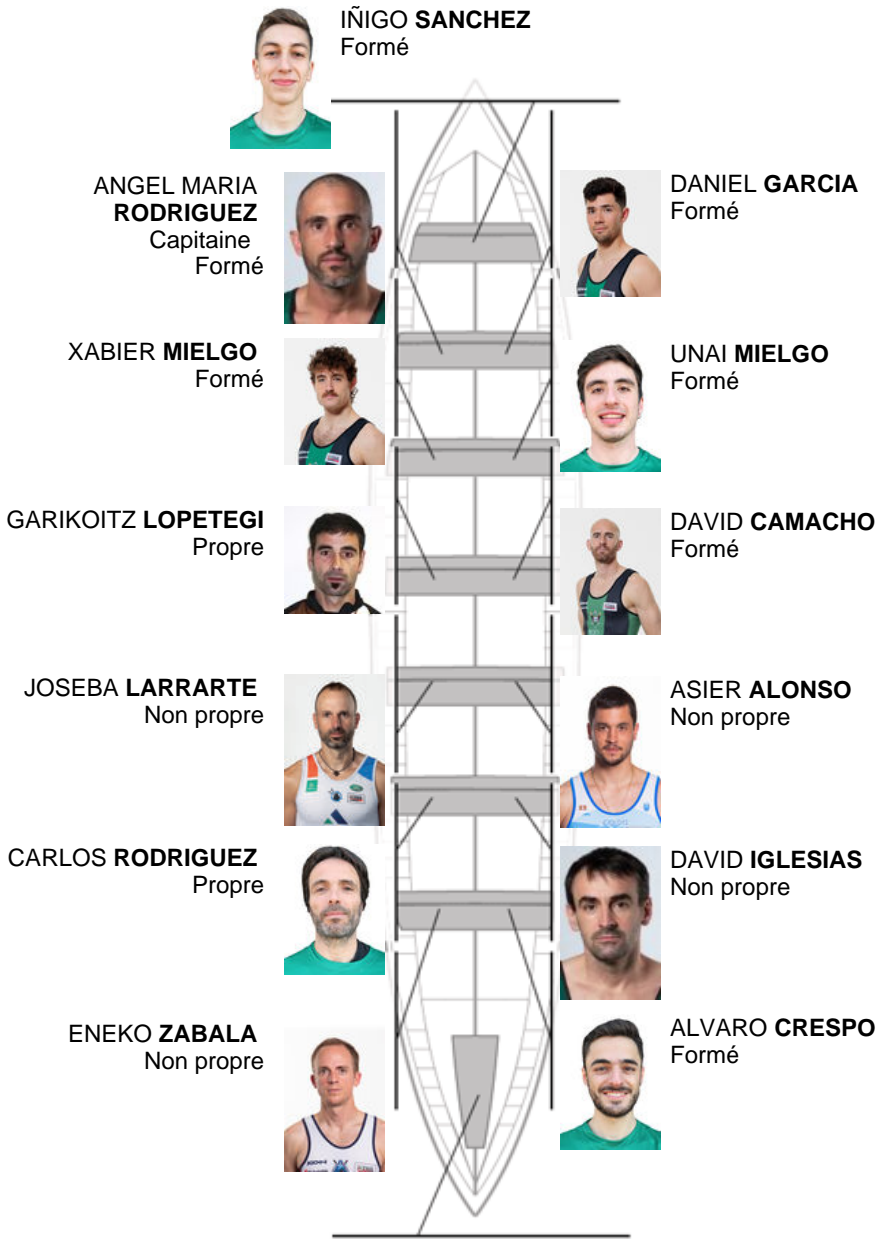 IÑIGO SANCHEZ
Formé
ANGEL MARIA
RODRIGUEZ
Capitaine
Formé
DANIEL GARCIA
Formé
XABIER MIELGO
Formé
UNAI MIELGO
Formé
GARIKOITZ LOPETEGI
Propre
DAVID CAMACHO
Formé
JOSEBA LARRARTE
Non propre
ASIER ALONSO
Non propre
CARLOS RODRIGUEZ
Propre
DAVID IGLESIAS
Non propre
ENEKO ZABALA
Non propre
ALVARO CRESPO
Formé